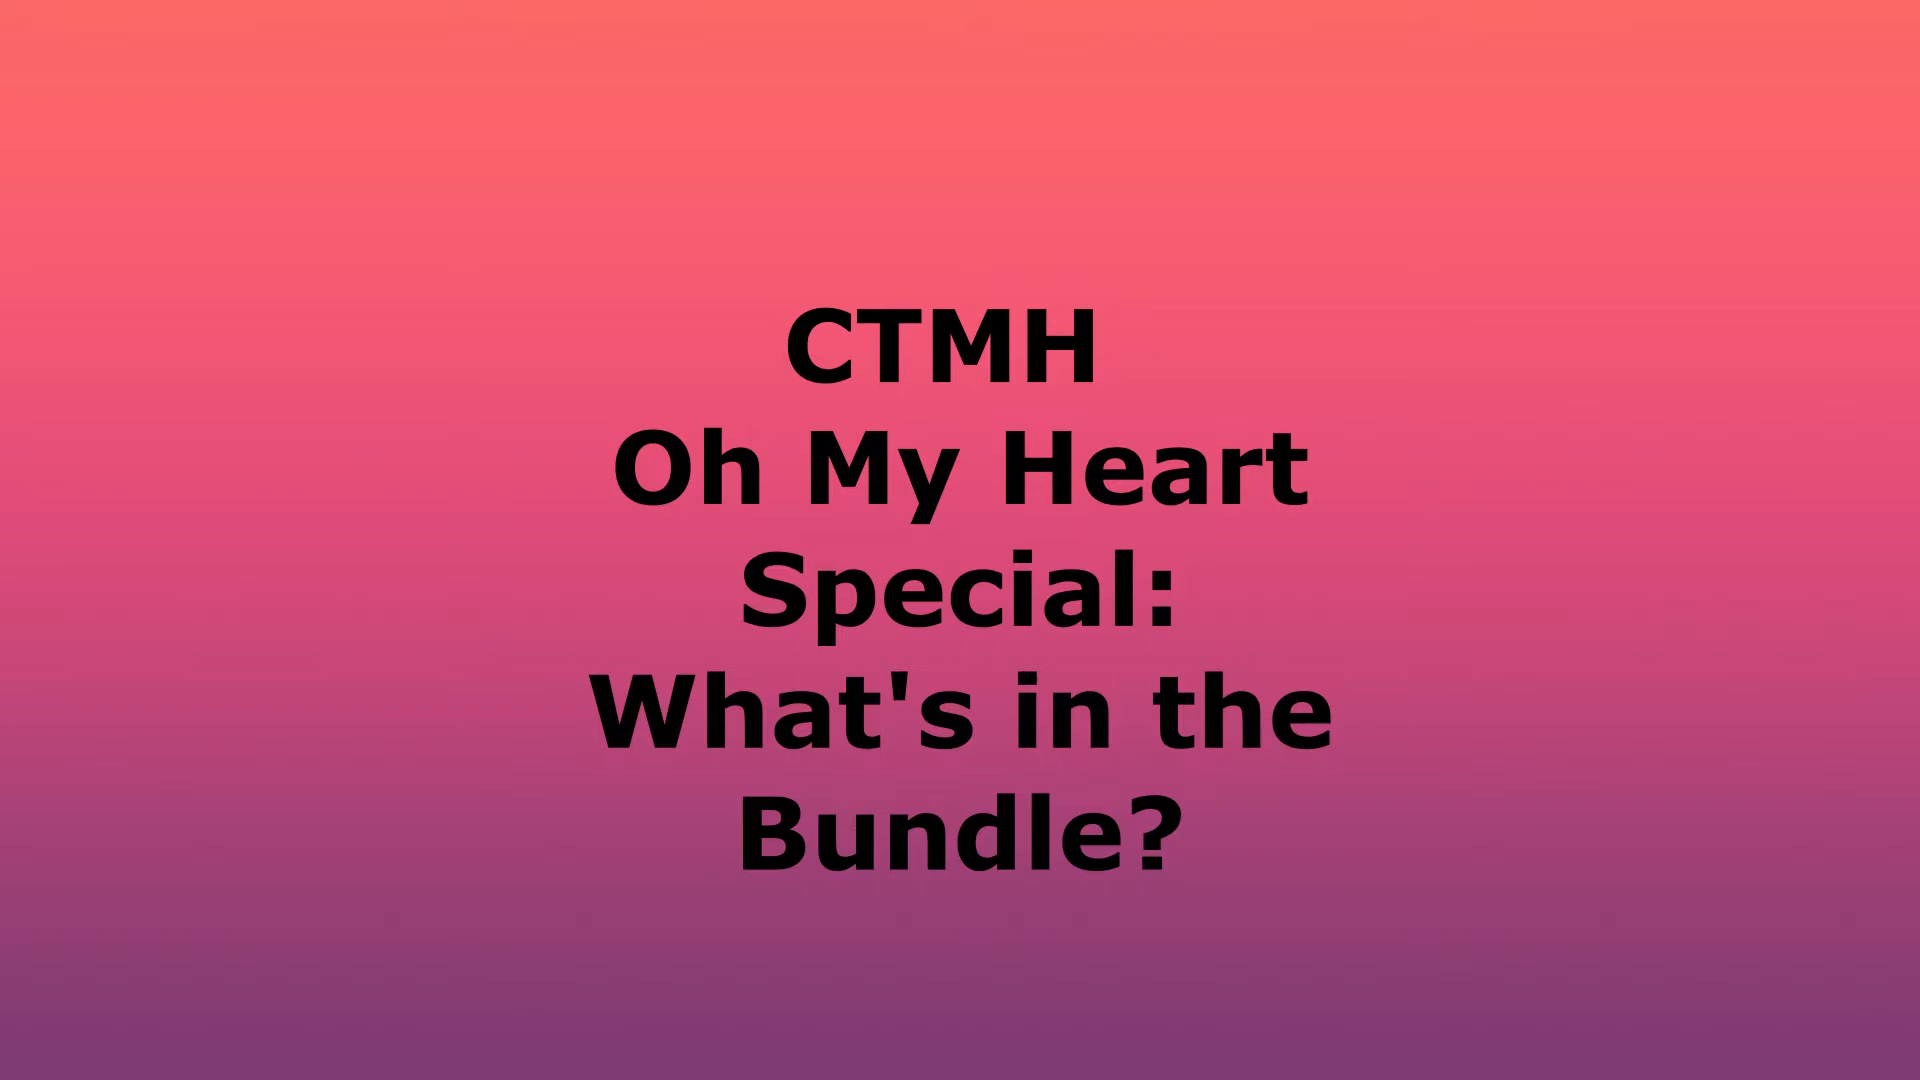 CTMH
Oh My Heart
Special:
What's in the
Bundle?